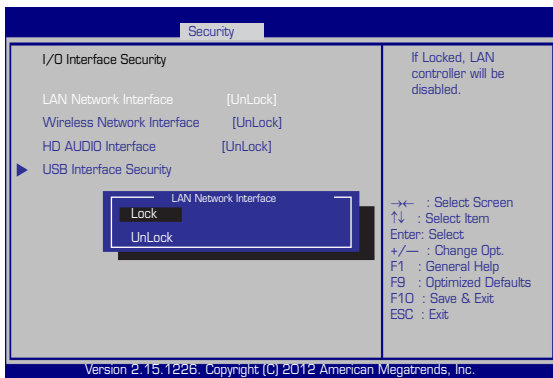 Security
I/O Interface Security
LAN Network Interface [UnLock]
Wireless Network Interface [UnLock]
HD AUDIO Interface [UnLock]
USB Interface Security
LAN Network Interface
Lock
UnLock
If Locked, LAN
controller will be
disabled.
→← : Select Screen
↑↓ : Select Item
Enter: Select
+/— : Change Opt.
F1 : General Help
F9 : Optimized Defaults
F10 : Save & Exit
ESC : Exit
Version 2.15.1226. Copyright (C) 2012 American Megatrends, Inc.